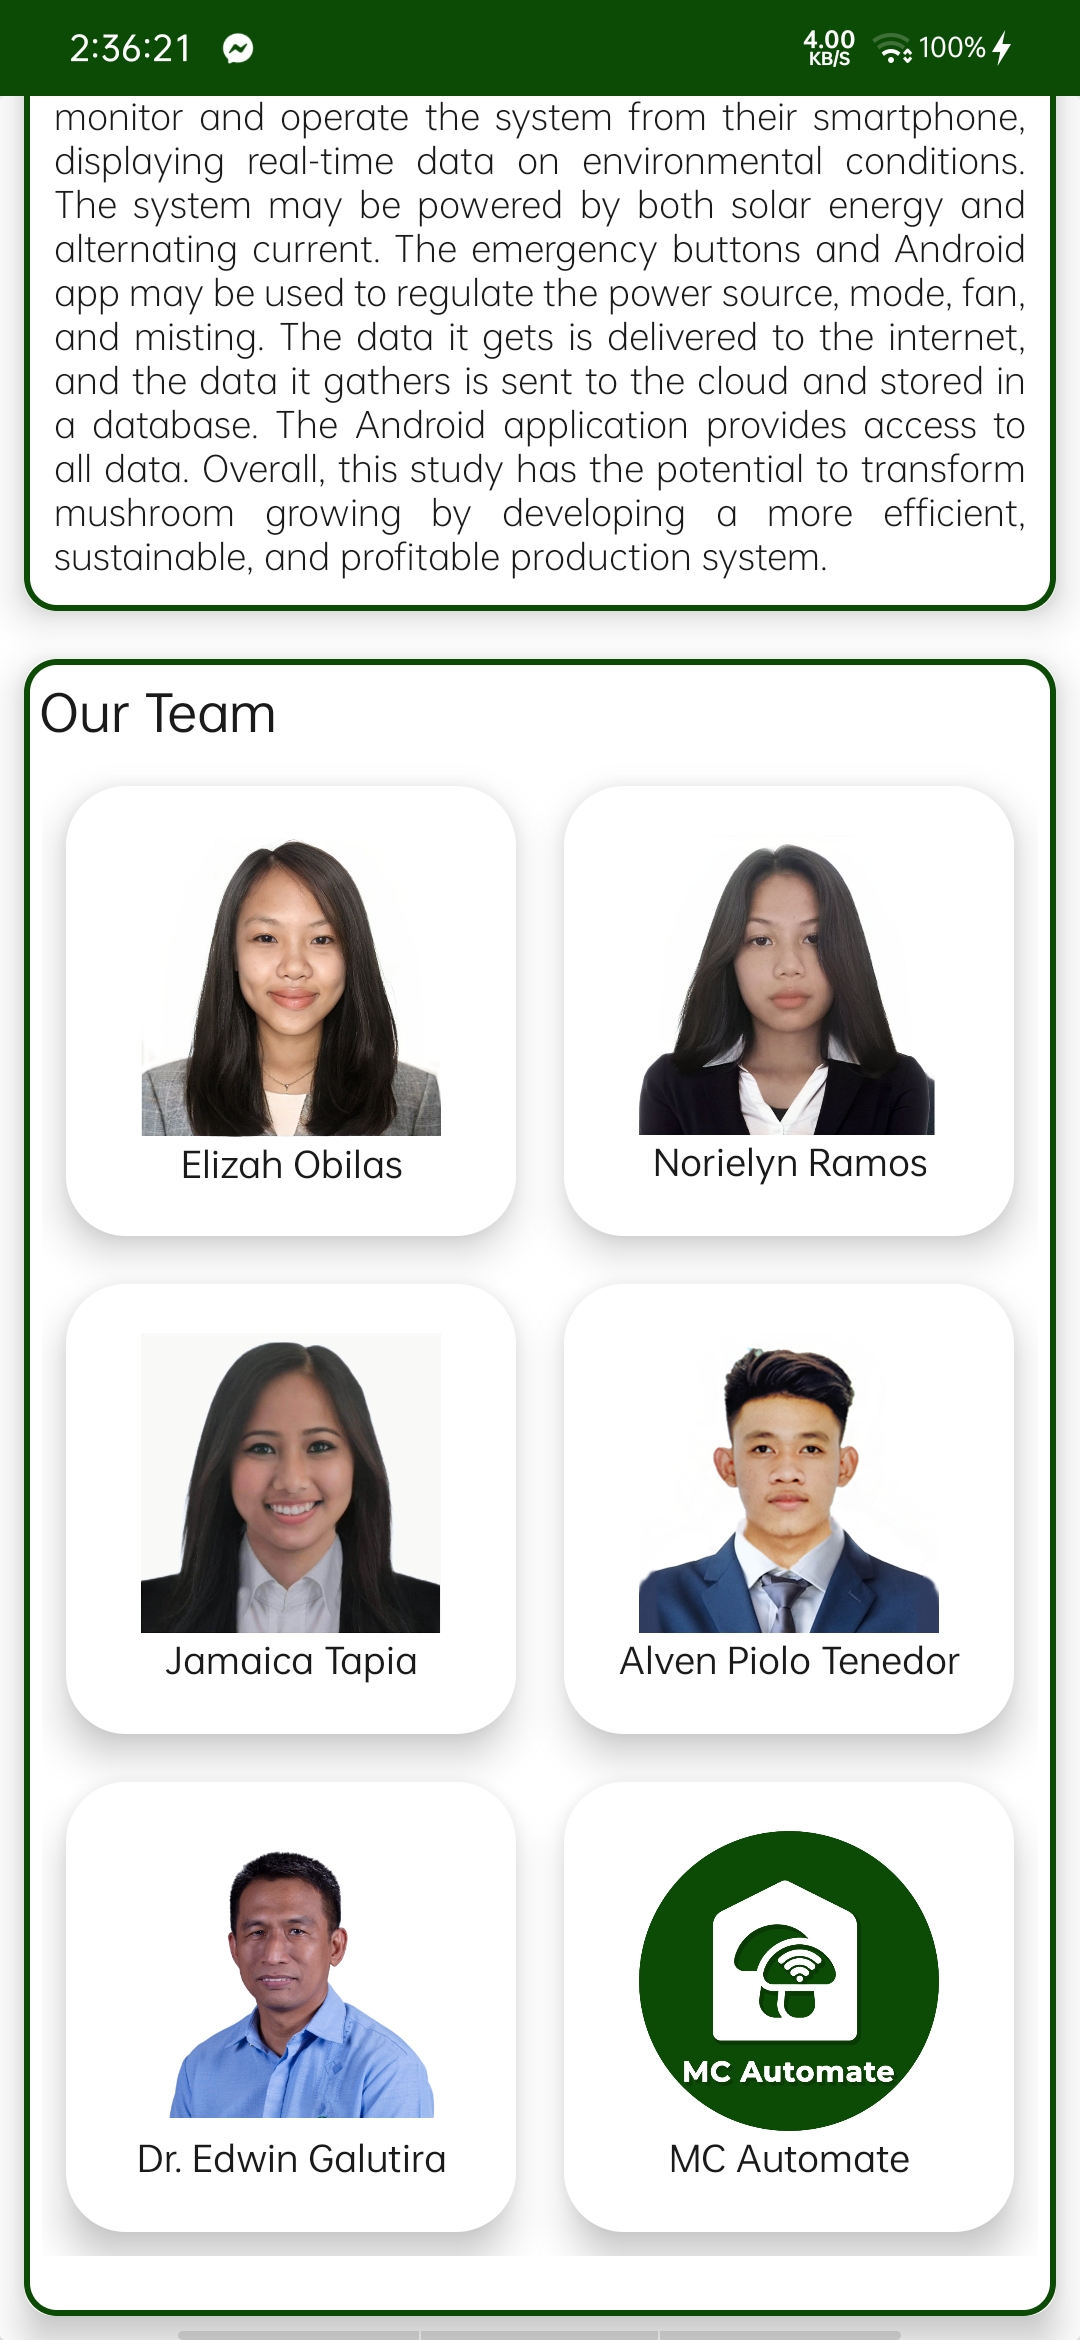 2:36:21
4.00
KB/S
100%
monitor and operate the system from their smartphone,
displaying real-time data on environmental conditions.
The system may be powered by both solar energy and
alternating current. The emergency buttons and Android
app may be used to regulate the power source, mode, fan,
and misting. The data it gets is delivered to the internet,
and the data it gathers is sent to the cloud and stored in
a database. The Android application provides access to
all data. Overall, this study has the potential to transform
mushroom growing by developing a more efficient,
sustainable, and profitable production system.
Our Team
Elizah Obilas
Norielyn Ramos
Jamaica Tapia
Alven Piolo Tenedor
MC Automate
Dr. Edwin Galutira
MC Automate